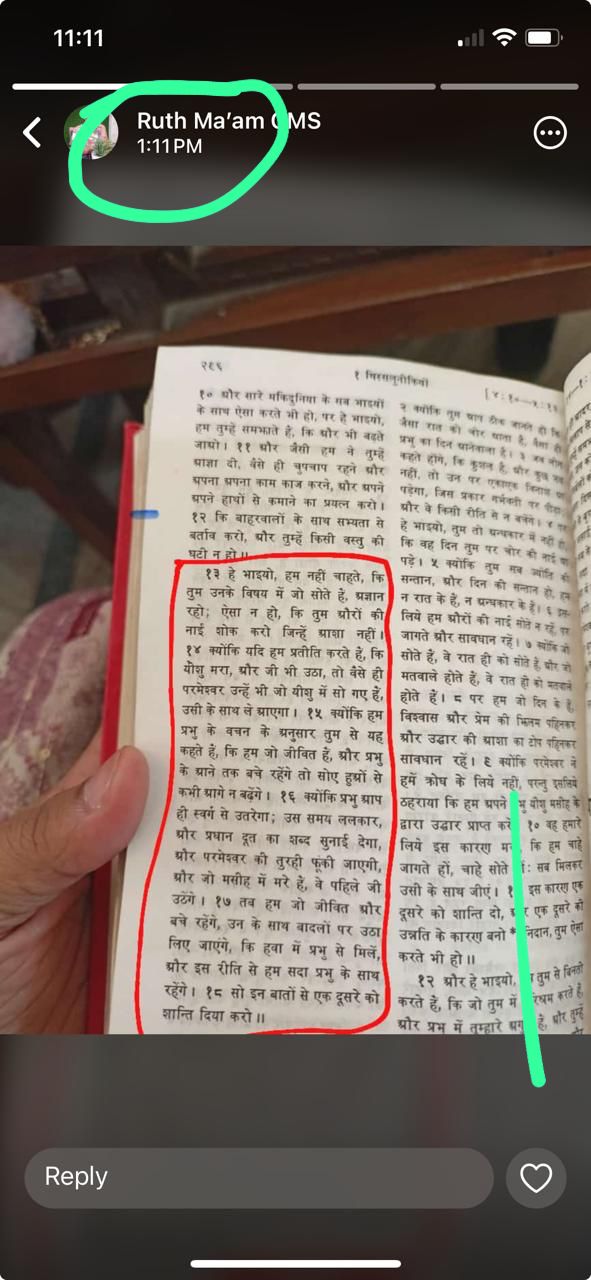 11:11
Ruth Ma'am CMS
1:11 PM
२९६
१ थिस्सलुनीकियों
[४:१०—५:१३
१० और सारे मकिदुनिया के सब भाइयों
के साथ ऐसा करते भी हो, पर हे भाइयो,
हम तुम्हें समझाते हैं, कि और भी बढ़ते
जाओ। ११ और जैसी हम ने तुम्हें
आज्ञा दी, वैसे ही चुपचाप रहने और
अपना अपना काम काज करने, और अपने
अपने हाथों से कमाने का प्रयत्न करो।
१२ कि बाहरवालों के साथ सभ्यता से
बर्ताव करो, और तुम्हें किसी वस्तु की
घटी न हो॥
१३ हे भाइयो, हम नहीं चाहते, कि
तुम उनके विषय में जो सोते हैं, अज्ञान
रहो; ऐसा न हो, कि तुम औरों की
नाई शोक करो जिन्हें आशा नहीं।
१४ क्योंकि यदि हम प्रतीति करते हैं, कि
यीशु मरा, और जी भी उठा, तो वैसे ही
परमेश्वर उन्हें भी जो यीशु में सो गए हैं,
उसी के साथ ले आएगा। १५ क्योंकि हम
प्रभु के वचन के अनुसार तुम से यह
कहते हैं, कि हम जो जीवित हैं, और प्रभु
के आने तक बचे रहेंगे तो सोए हुओं से
कभी आगे न बढ़ेंगे। १६ क्योंकि प्रभु आप
ही स्वर्ग से उतरेगा; उस समय ललकार,
और प्रधान दूत का शब्द सुनाई देगा,
और परमेश्वर की तुरही फूंकी जाएगी,
और जो मसीह में मरे हैं, वे पहिले जी
उठेंगे। १७ तब हम जो जीवित और
बचे रहेंगे, उन के साथ बादलों पर उठा
लिए जाएंगे, कि हवा में प्रभु से मिलें,
और इस रीति से हम सदा प्रभु के साथ
रहेंगे। १८ सो इन बातों से एक दूसरे को
शान्ति दिया करो॥
२ क्योंकि तुम आप ठीक जानते हो कि
जैसा रात को चोर आता है, वैसा ही
प्रभु का दिन आनेवाला है। ३ जब लोग
कहते होंगे, कि कुशल है, और कुछ भय
नहीं, तो उन पर एकाएक विनाश आ
पड़ेगा, जिस प्रकार गर्भवती पर पीड़ा
और वे किसी रीति से न बचेंगे। ४ पर
हे भाइयो, तुम तो अन्धकार में नहीं हो,
कि वह दिन तुम पर चोर की नाईं आ
पड़े। ५ क्योंकि तुम सब ज्योति की
सन्तान, और दिन की सन्तान हो, हम
न रात के हैं, न अन्धकार के हैं। ६ इस
लिये हम औरों की नाईं सोते न रहें, पर
जागते और सावधान रहें। ७ क्योंकि जो
सोते हैं, वे रात ही को सोते हैं, और जो
मतवाले होते हैं, वे रात ही को मतवाले
होते हैं। ८ पर हम जो दिन के हैं,
विश्वास और प्रेम की झिलम पहिनकर
और उद्धार की आशा का टोप पहिनकर
सावधान रहें। ९ क्योंकि परमेश्वर ने
हमें क्रोध के लिये नहीं, परन्तु इसलिये
ठहराया कि हम अपने प्रभु यीशु मसीह के
द्वारा उद्धार प्राप्त करें। १० वह हमारे
लिये इस कारण मरा, कि हम चाहे
जागते हों, चाहे सोते हों: सब मिलकर
उसी के साथ जीएं। ११ इस कारण एक
दूसरे को शान्ति दो, और एक दूसरे की
उन्नति के कारण बनो * निदान, तुम ऐसा
करते भी हो॥
१२ और हे भाइयो, तुम से बिनती
करते हैं, कि जो तुम में परिश्रम करते हैं,
और प्रभु में तुम्हारे हैं, और तुम्हें
Reply